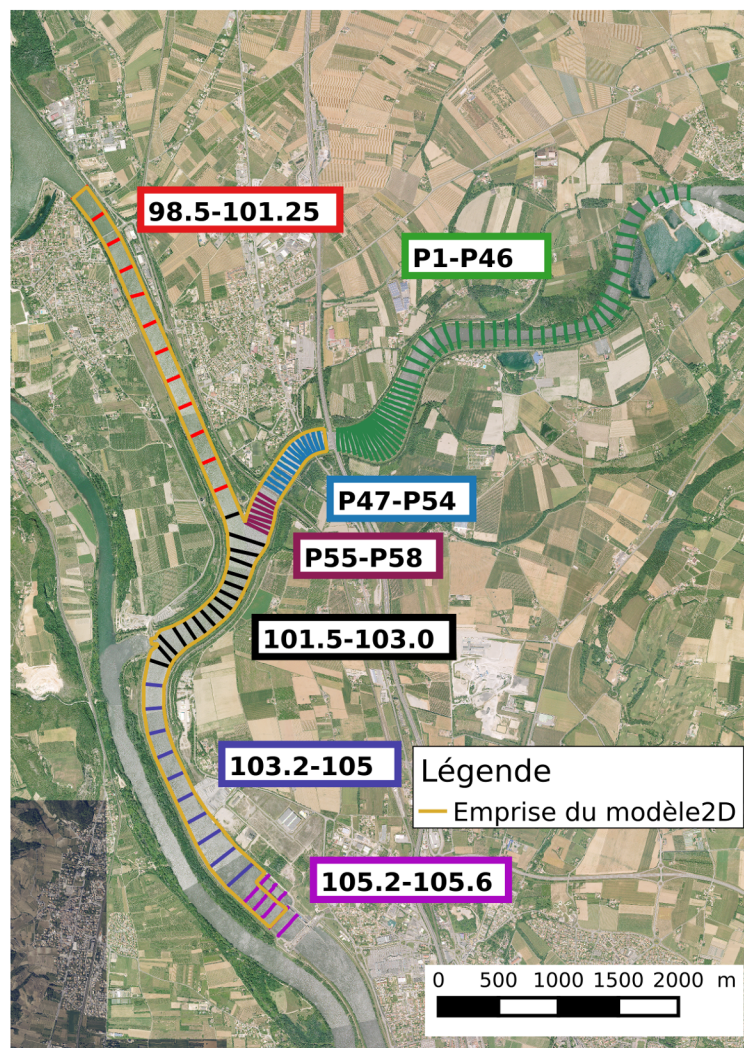 98.5-101.25
P1-P46
P47-P54
P55-P58
101.5-103.0
103.2-105
Légende
Emprise du modèle2D
105.2-105.6
0 500 1000 1500 2000 m